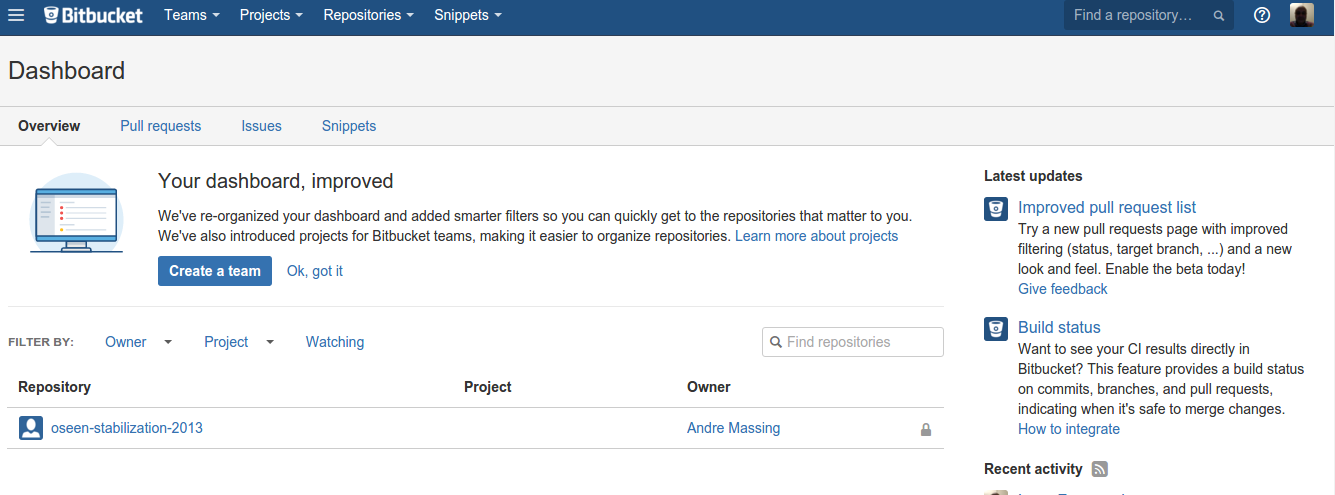 Bitbucket Teams Projects Repositories Snippets Find a repository…
Dashboard
Overview Pull requests Issues Snippets
Your dashboard, improved
We've re-organized your dashboard and added smarter filters so you can quickly get to the repositories that matter to you.
We've also introduced projects for Bitbucket teams, making it easier to organize repositories. Learn more about projects
Create a team Ok, got it
FILTER BY: Owner Project Watching Find repositories
Repository Project Owner
oseen-stabilization-2013 Andre Massing
Latest updates
Improved pull request list
Try a new pull requests page with improved
filtering (status, target branch, ...) and a new
look and feel. Enable the beta today!
Give feedback
Build status
Want to see your CI results directly in
Bitbucket? This feature provides a build status
on commits, branches, and pull requests,
indicating when it's safe to merge changes.
How to integrate
Recent activity